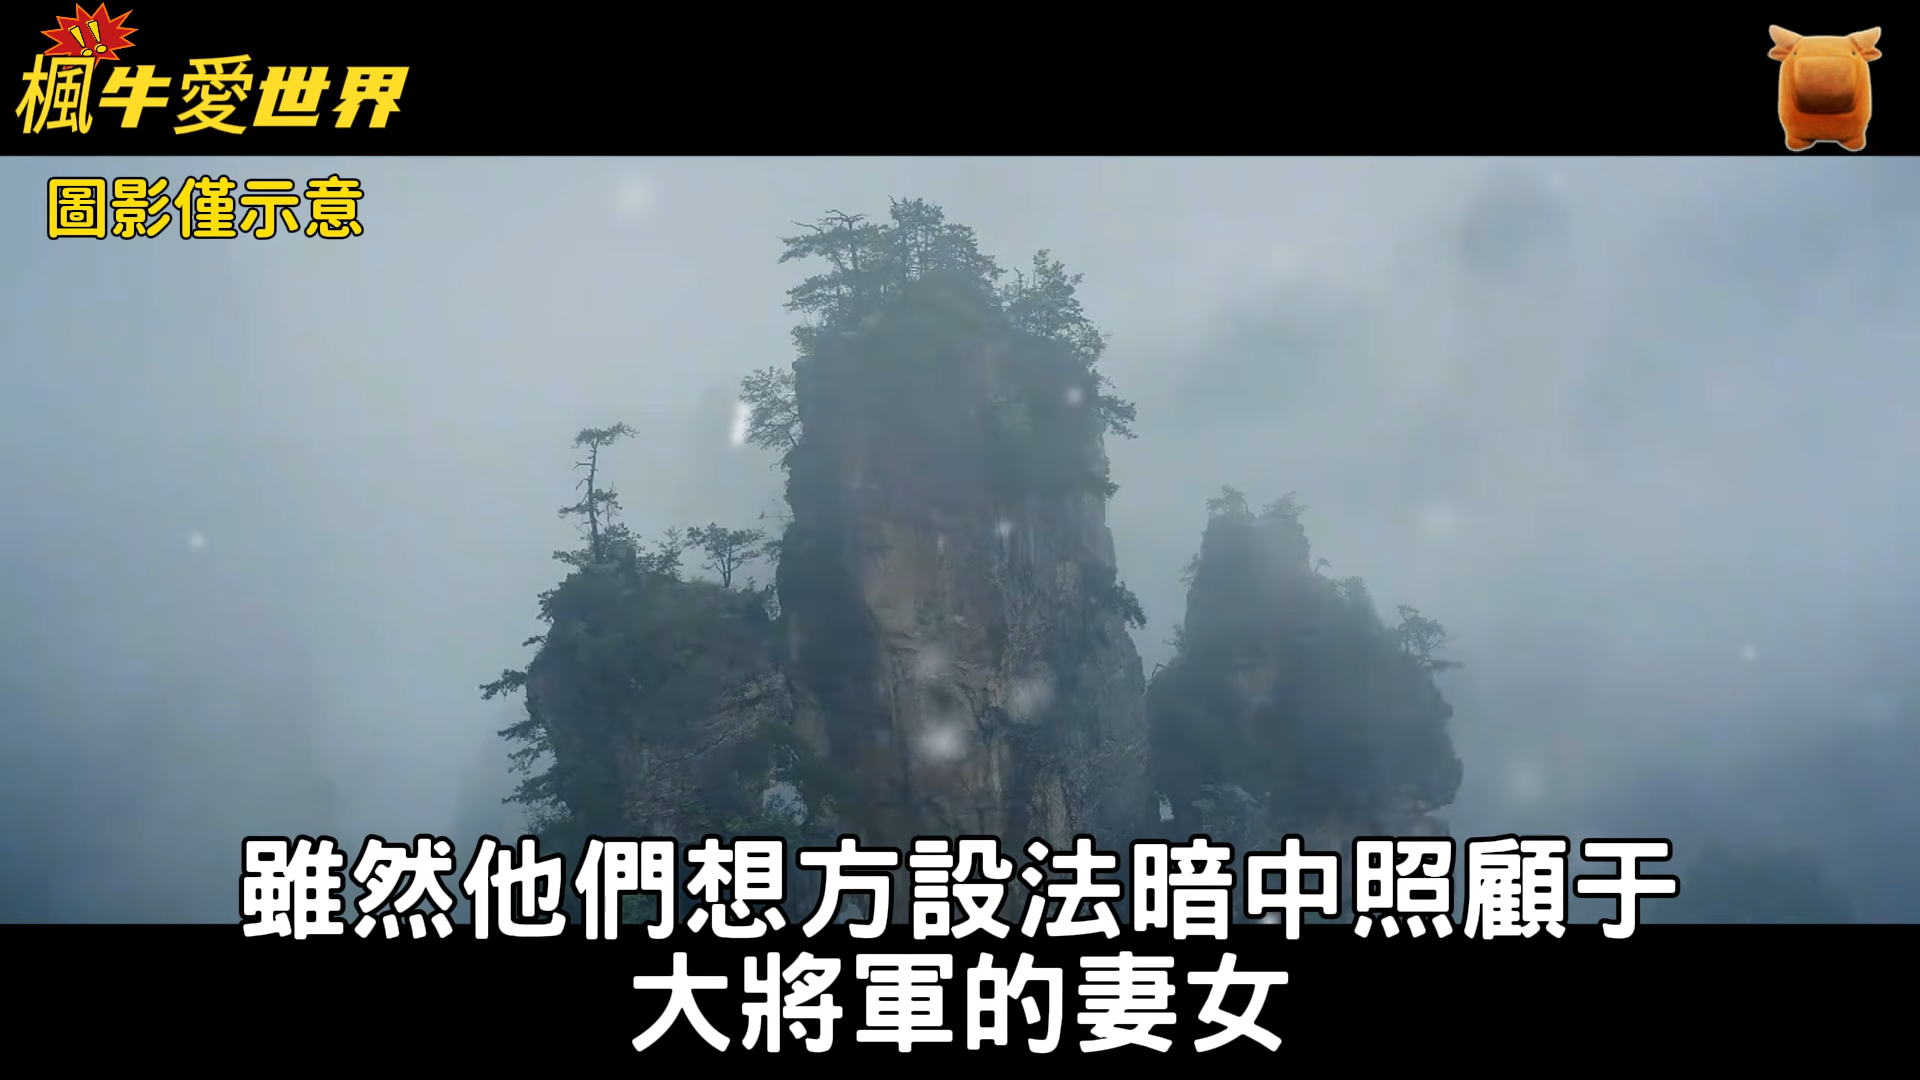 !!
楓牛愛世界
圖影僅示意
雖然他們想方設法暗中照顧于
大將軍的妻女